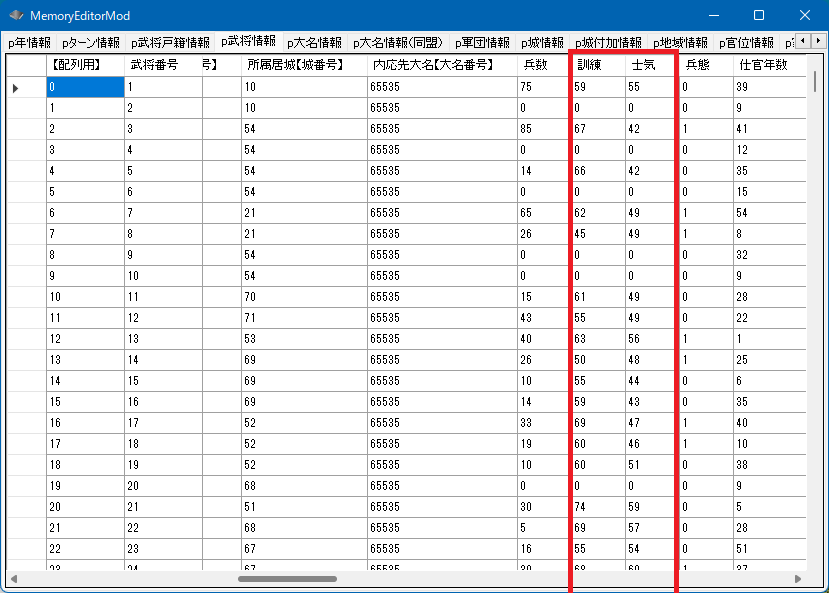 MemoryEditorMod
p年情報 pターン情報 p武将戸籍情報 p武将情報 p大名情報 p大名情報(同盟) p軍団情報 p城情報 p城付加情報 p地域情報 p官位情報
【配列用】 武将番号 号】 所属居城【城番号】 内応先大名【大名番号】 兵数 訓練 士気 兵態 仕官年数
0 1 10 65535 75 59 55 0 39
1 2 10 65535 0 0 0 0 9
2 3 54 65535 85 67 42 1 41
3 4 54 65535 0 0 0 0 12
4 5 54 65535 14 66 42 0 35
5 6 54 65535 0 0 0 0 15
6 7 21 65535 65 62 49 1 54
7 8 21 65535 26 45 49 1 8
8 9 54 65535 0 0 0 0 32
9 10 54 65535 0 0 0 0 9
10 11 70 65535 15 61 49 0 28
11 12 71 65535 43 55 49 0 22
12 13 53 65535 40 63 56 1 1
13 14 69 65535 26 50 48 1 25
14 15 69 65535 10 55 44 0 6
15 16 69 65535 14 59 43 0 35
16 17 52 65535 33 69 47 1 40
17 18 52 65535 19 60 46 1 10
18 19 52 65535 10 60 51 0 38
19 20 68 65535 0 0 0 0 9
20 21 51 65535 30 74 59 0 5
21 22 68 65535 5 69 57 0 28
22 23 67 65535 16 55 54 0 51
23 24 67 65535 30 68 60 1 37